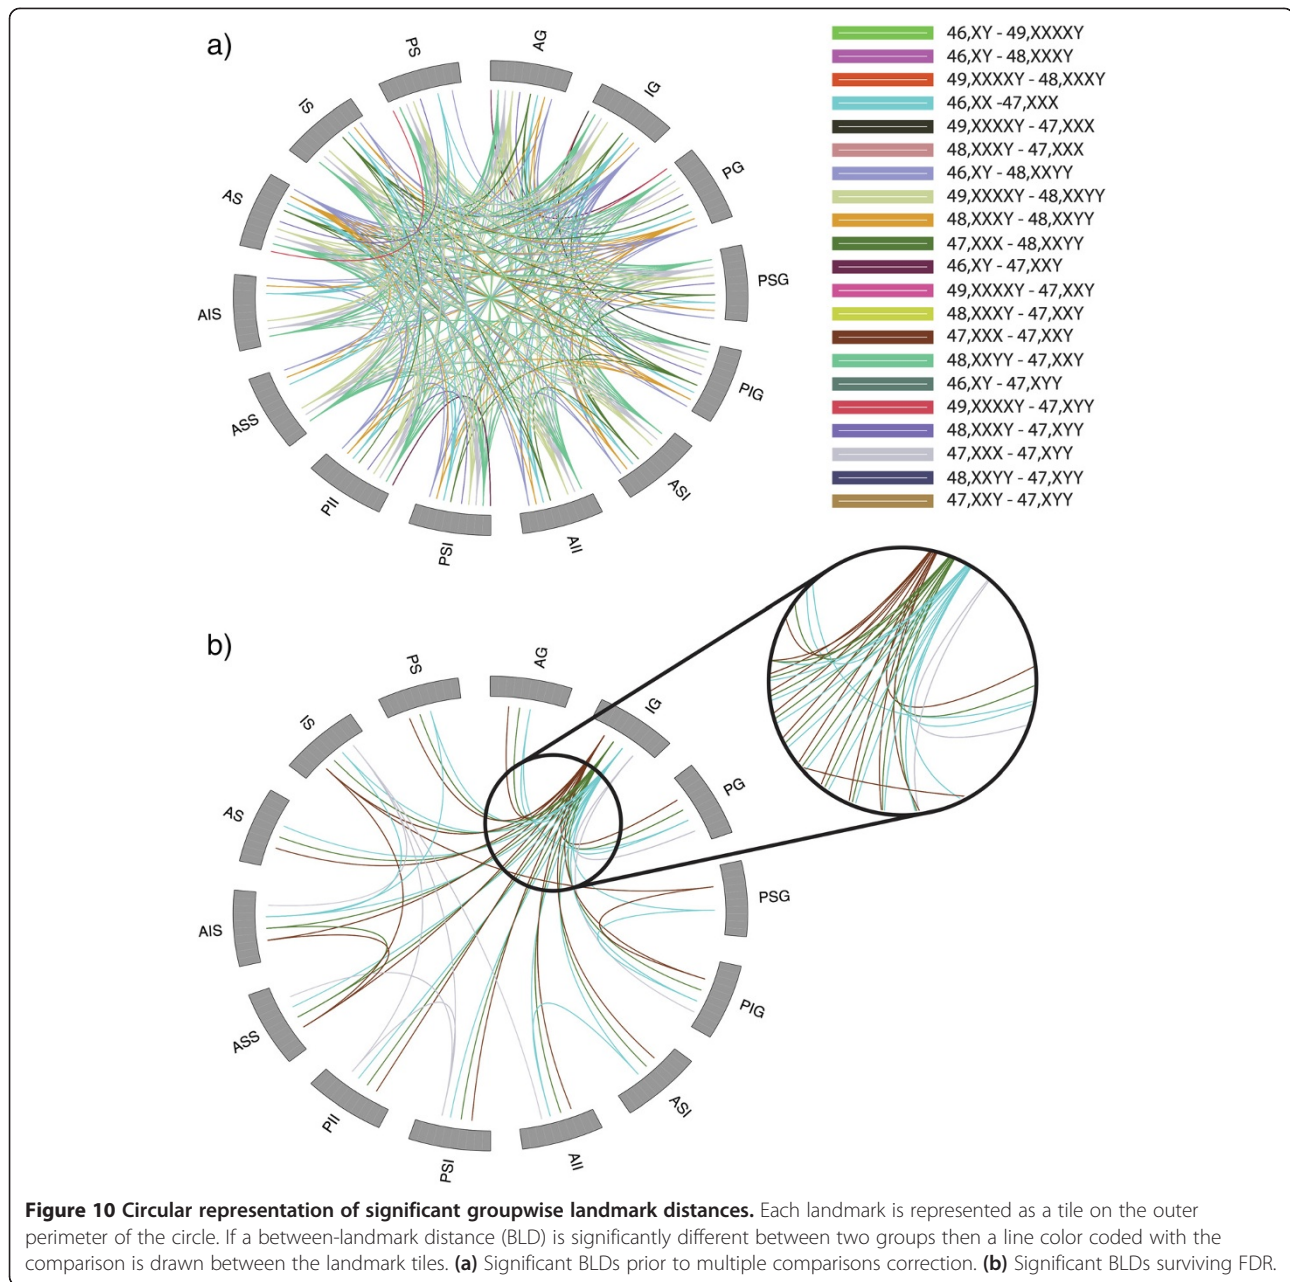 a)
PS
AG
IG
PG
PSG
PIG
ASI
AII
PSI
PII
ASS
AIS
AS
IS
46,XY - 49,XXXXY
46,XY - 48,XXXY
49,XXXXY - 48,XXXY
46,XX -47,XXX
49,XXXXY - 47,XXX
48,XXXY - 47,XXX
46,XY - 48,XXYY
49,XXXXY - 48,XXYY
48,XXXY - 48,XXYY
47,XXX - 48,XXYY
46,XY - 47,XXY
49,XXXXY - 47,XXY
48,XXXY - 47,XXY
47,XXX - 47,XXY
48,XXYY - 47,XXY
46,XY - 47,XYY
49,XXXXY - 47,XYY
48,XXXY - 47,XYY
47,XXX - 47,XYY
48,XXYY - 47,XYY
47,XXY - 47,XYY
b)
PS
AG
IG
PG
PSG
PIG
ASI
AII
PSI
PII
ASS
AIS
AS
IS
Figure 10 Circular representation of significant groupwise landmark distances. Each landmark is represented as a tile on the outer
perimeter of the circle. If a between-landmark distance (BLD) is significantly different between two groups then a line color coded with the
comparison is drawn between the landmark tiles. (a) Significant BLDs prior to multiple comparisons correction. (b) Significant BLDs surviving FDR.